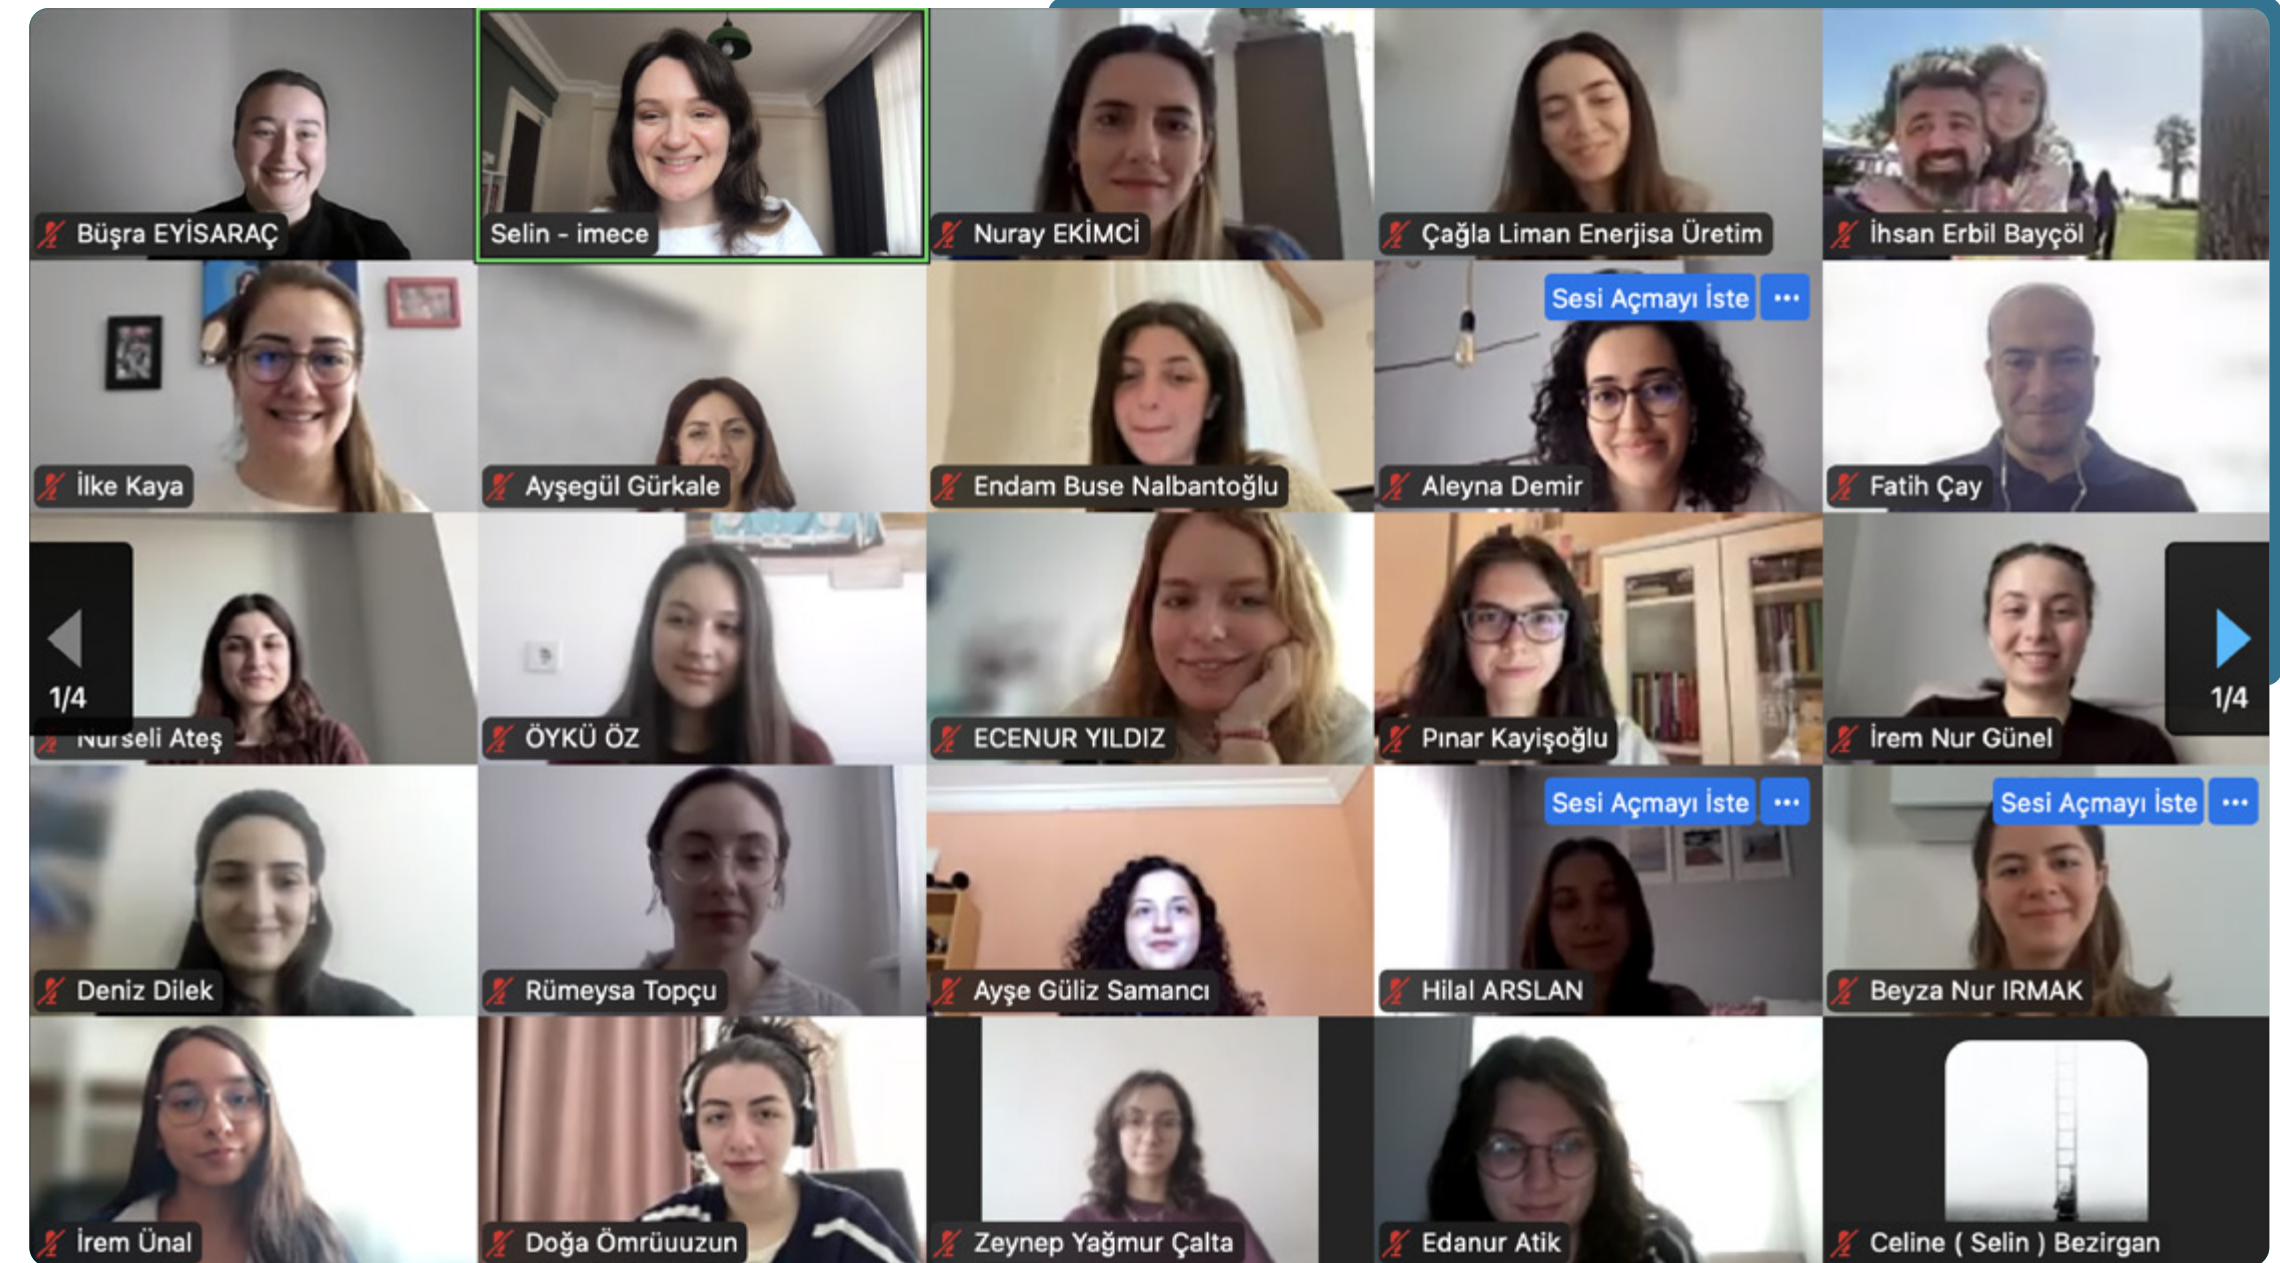 Büşra EYİSARAÇ
Selin - imece
Nuray EKİMCİ
Çağla Liman Enerjisa Üretim
İhsan Erbil Bayçöl
İlke Kaya
Ayşegül Gürkale
Endam Buse Nalbantoğlu
Sesi Açmayı İste
Aleyna Demir
Fatih Çay
1/4
Nurseli Ateş
ÖYKÜ ÖZ
ECENUR YILDIZ
Pınar Kayişoğlu
İrem Nur Günel
1/4
Deniz Dilek
Rümeysa Topçu
Ayşe Güliz Samancı
Sesi Açmayı İste
Hilal ARSLAN
Sesi Açmayı İste
Beyza Nur IRMAK
İrem Ünal
Doğa Ömrüuuzun
Zeynep Yağmur Çalta
Edanur Atik
Celine ( Selin ) Bezirgan